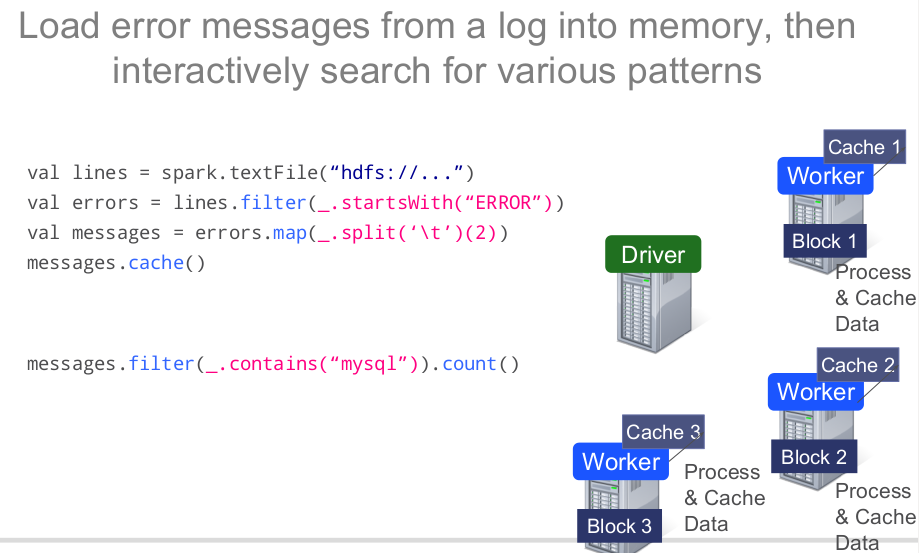 Load error messages from a log into memory, then
interactively search for various patterns
val lines = spark.textFile(“hdfs://...”)
val errors = lines.filter(_.startsWith(“ERROR”))
val messages = errors.map(_.split(‘\t’)(2))
messages.cache()
messages.filter(_.contains(“mysql”)).count()
Driver
Cache 1
Worker
Block 1
Process
& Cache
Data
Cache 2
Worker
Block 2
Process
& Cache
Data
Cache 3
Worker
Block 3
Process
& Cache
Data